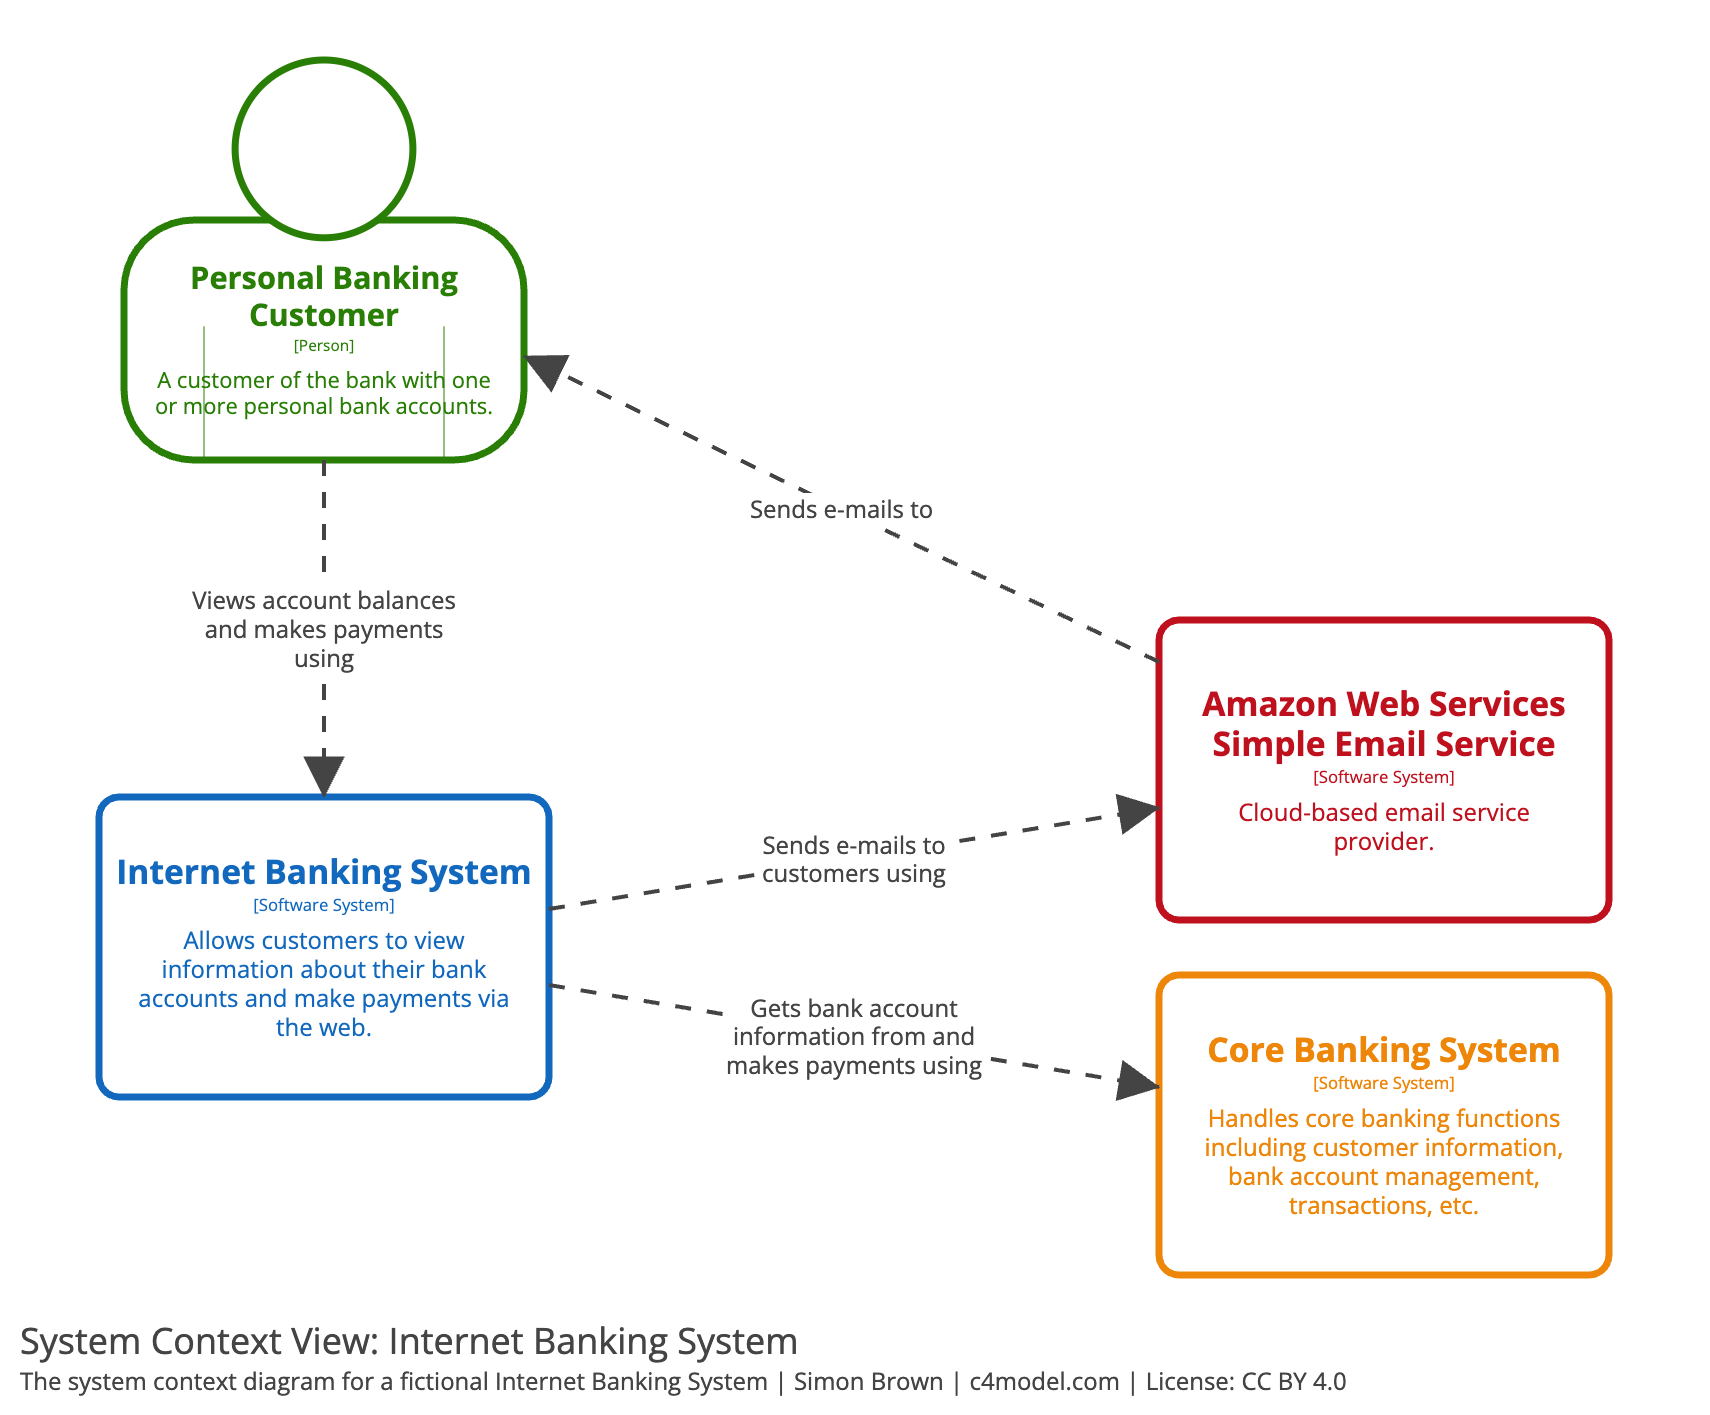 Personal Banking
Customer
[Person]
A customer of the bank with one
or more personal bank accounts.
Sends e-mails to
Views account balances
and makes payments
using
Amazon Web Services
Simple Email Service
[Software System]
Cloud-based email service
provider.
Internet Banking System
[Software System]
Allows customers to view
information about their bank
accounts and make payments via
the web.
Sends e-mails to
customers using
Gets bank account
information from and
makes payments using
Core Banking System
[Software System]
Handles core banking functions
including customer information,
bank account management,
transactions, etc.
System Context View: Internet Banking System
The system context diagram for a fictional Internet Banking System | Simon Brown | c4model.com | License: CC BY 4.0